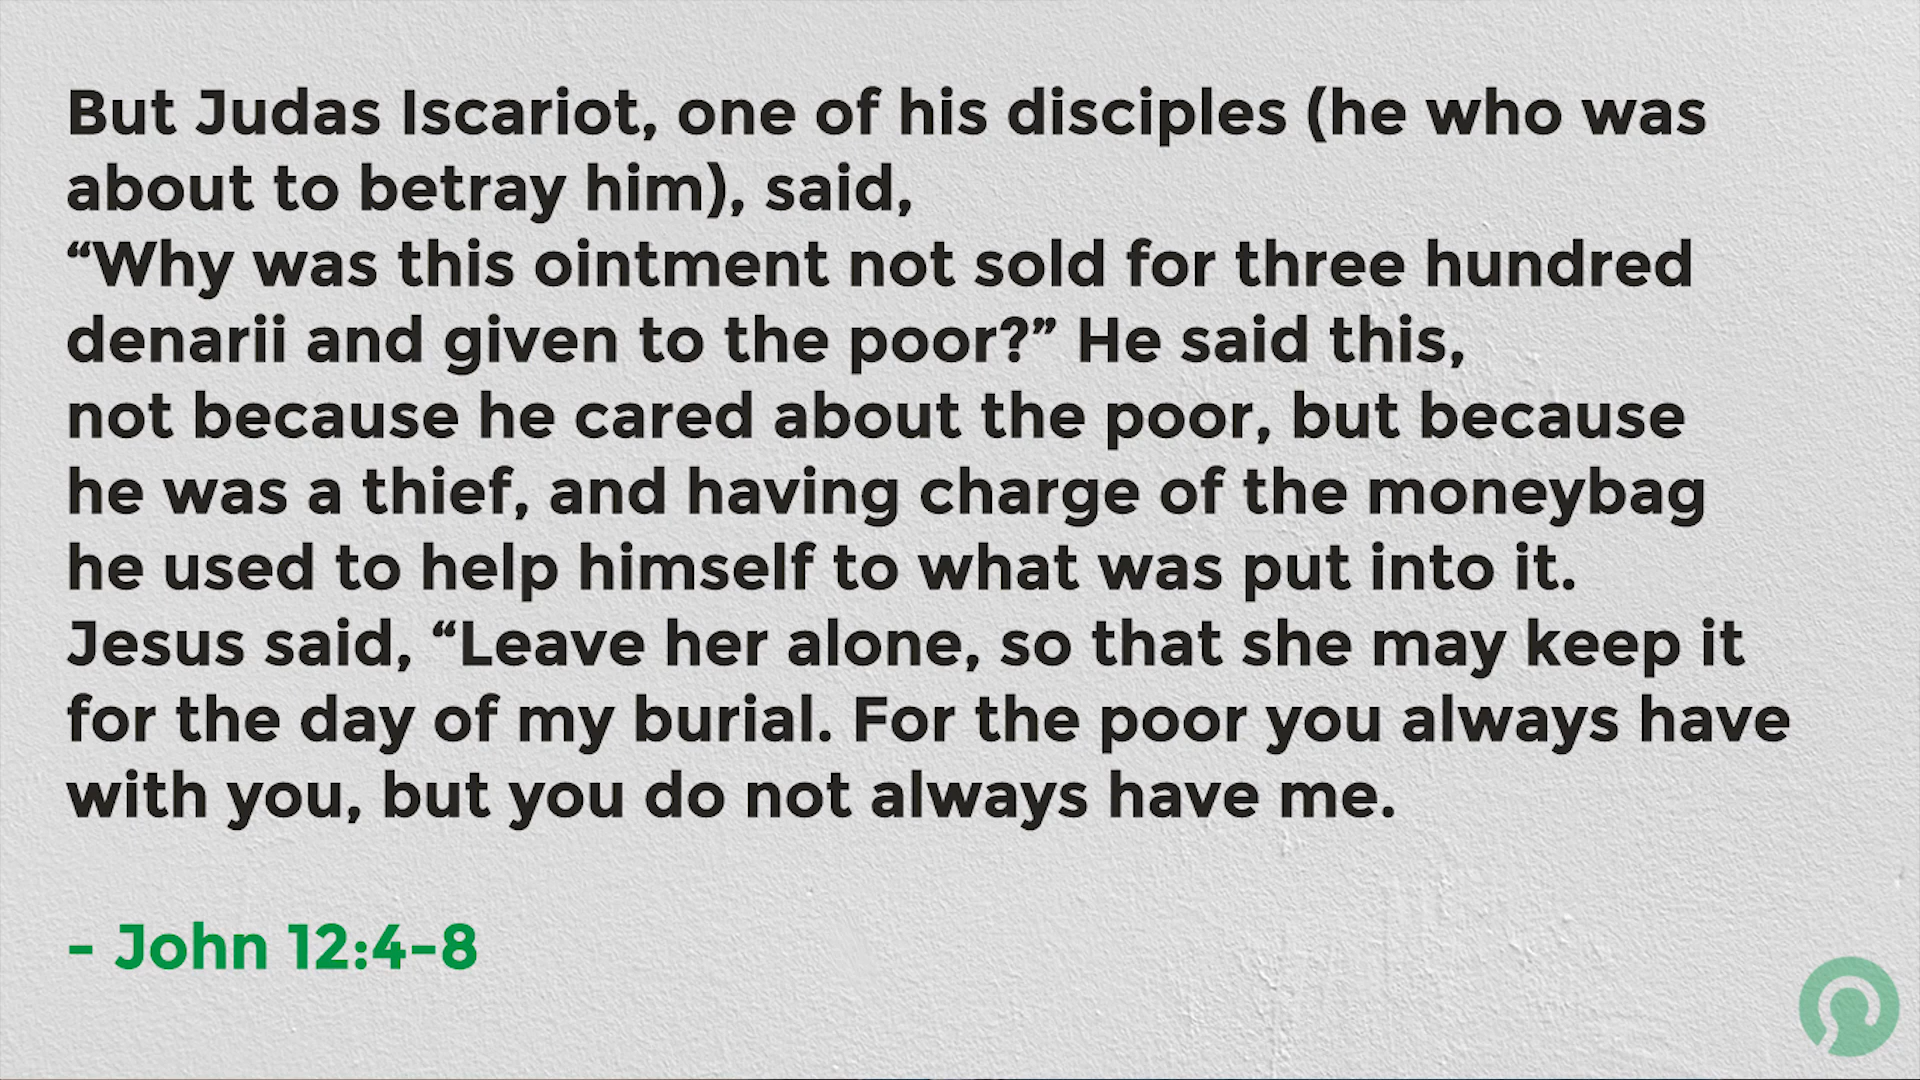 But Judas Iscariot, one of his disciples (he who was
about to betray him), said,
“Why was this ointment not sold for three hundred
denarii and given to the poor?” He said this,
not because he cared about the poor, but because
he was a thief, and having charge of the moneybag
he used to help himself to what was put into it.
Jesus said, “Leave her alone, so that she may keep it
for the day of my burial. For the poor you always have
with you, but you do not always have me.
- John 12:4-8